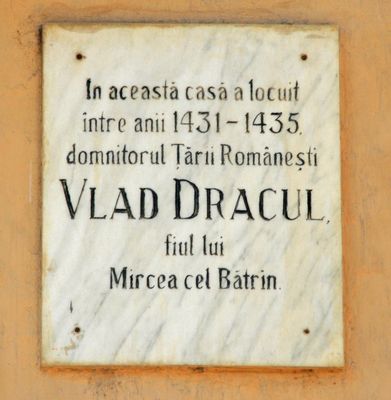 In această casă a locuit
între anii 1431-1435,
domnitorul Țării Românești
VLAD DRACUL,
fiul lui
Mircea cel Bătrîn.